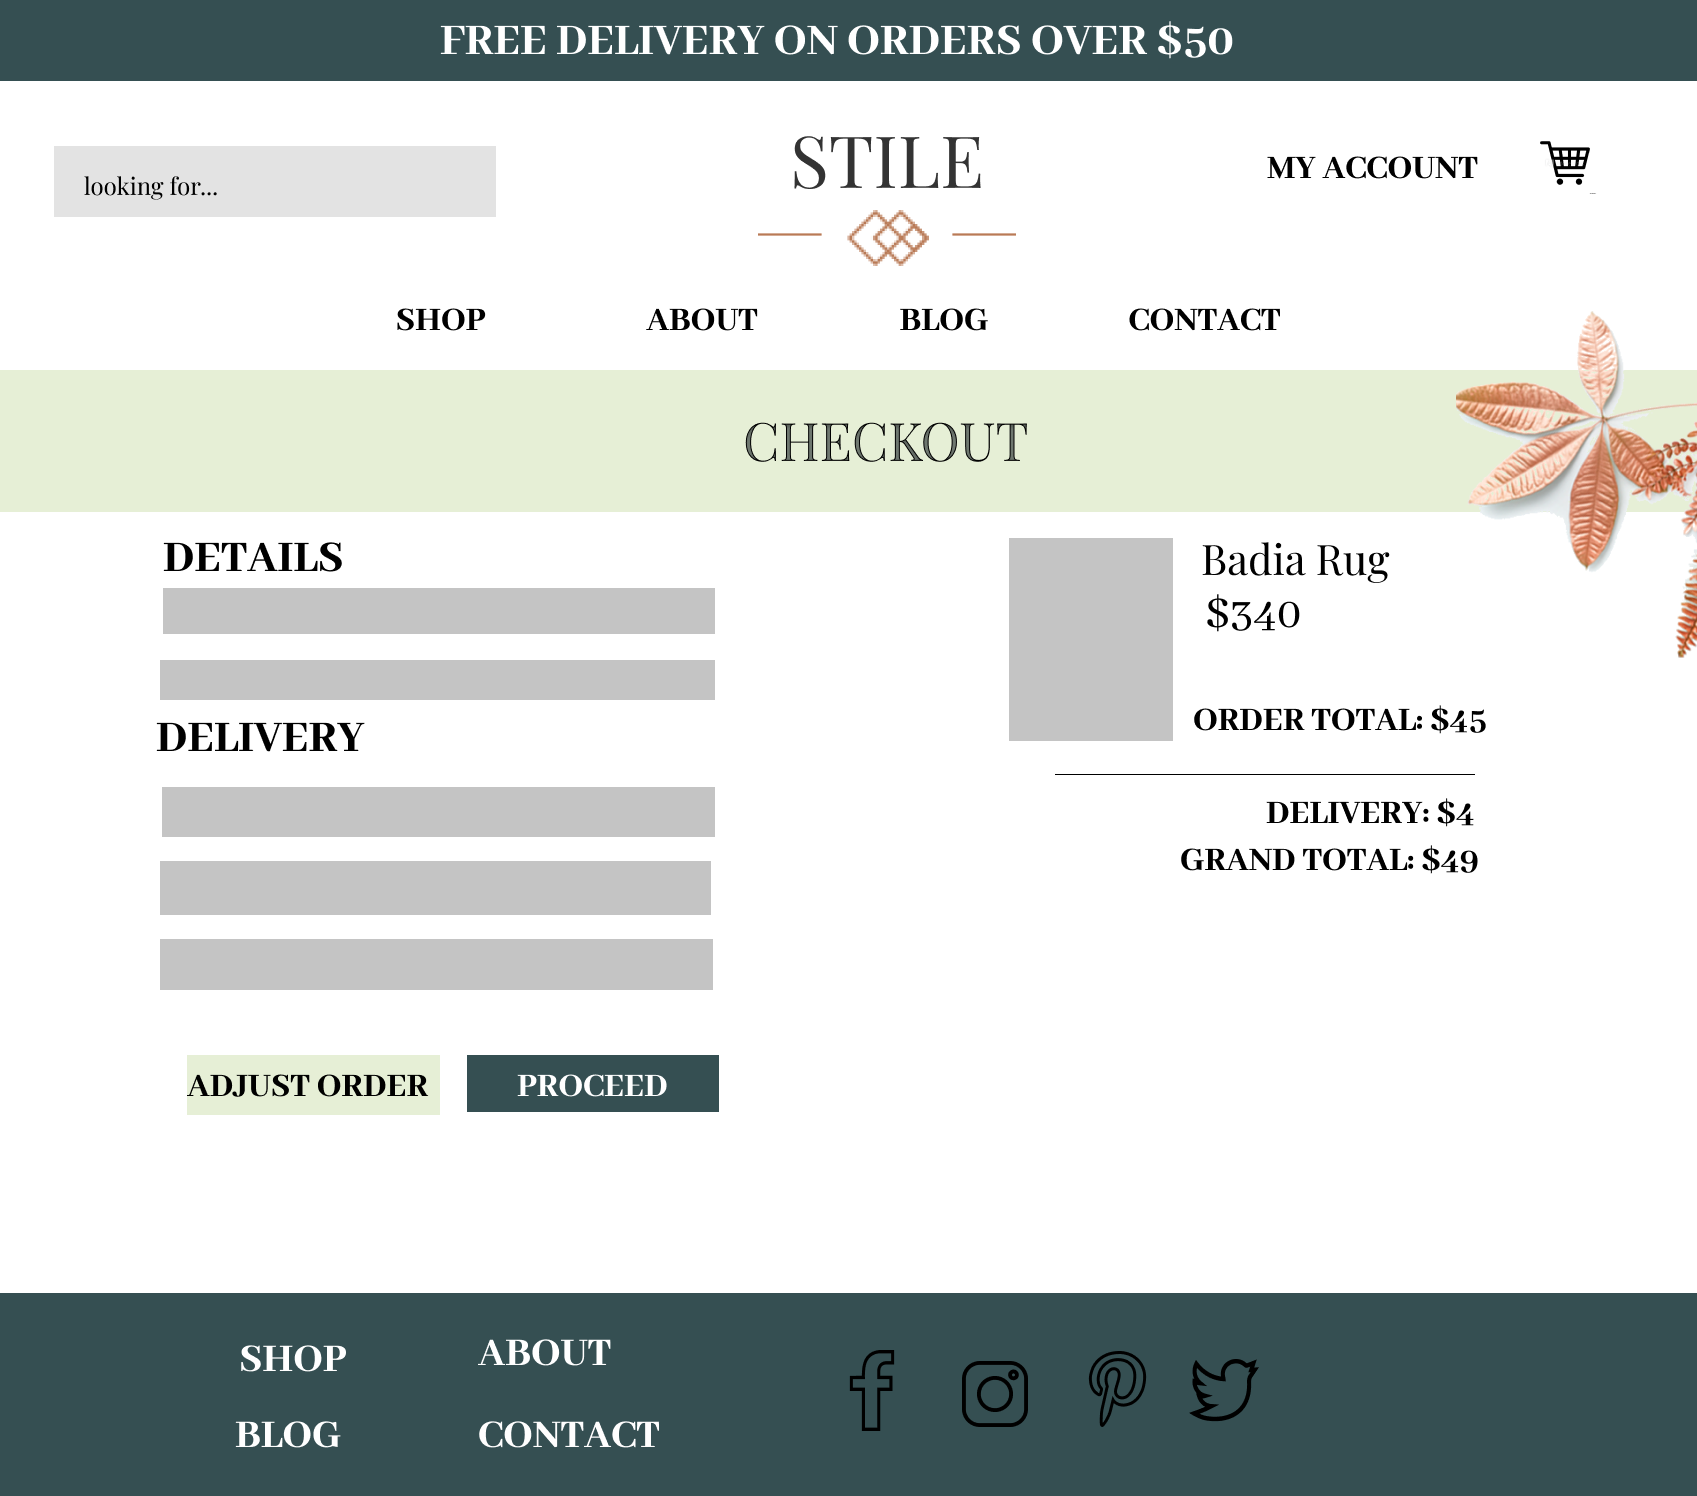 FREE DELIVERY ON ORDERS OVER $50
looking for...
STILE
MY ACCOUNT
SHOP ABOUT BLOG CONTACT
CHECKOUT
DETAILS
DELIVERY
Badia Rug
$340
ORDER TOTAL: $45
DELIVERY: $4
GRAND TOTAL: $49
ADJUST ORDER PROCEED
SHOP ABOUT
BLOG CONTACT